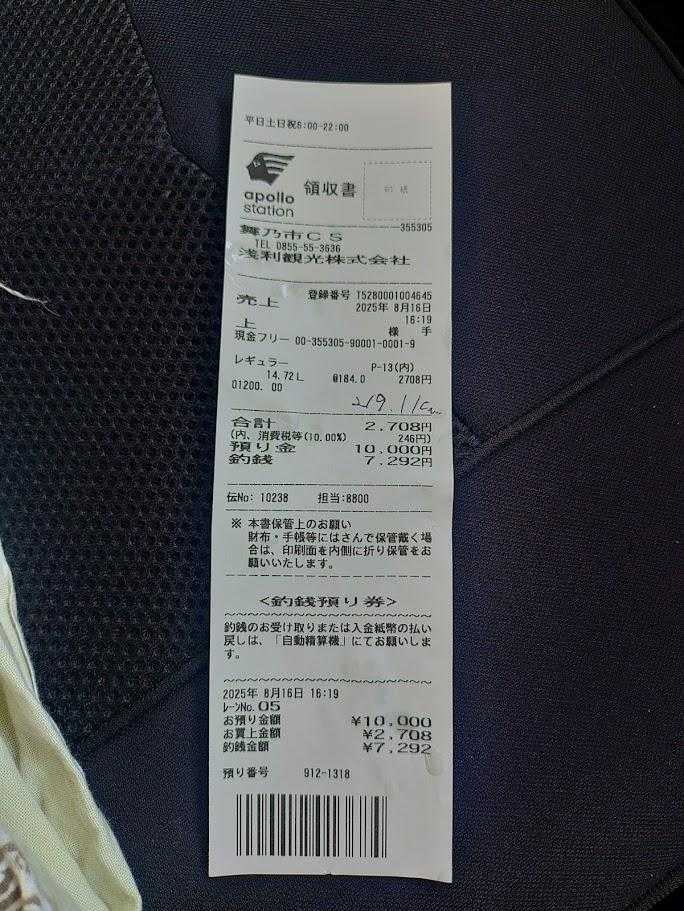 平日土日祝6:00-22:00
apollo
station
領収書
印紙
355305
舞乃市CS
TEL 0855-55-3636
浅利観光株式会社
登録番号 T5280001004645
売上
2025年 8月16日
16:19
上 様 手
現金フリー 00-355305-90001-0001-9
レギュラー P-13(内)
14.72L @184.0 2708円
01200. 00
219.1km
合計 2,708円
(内、消費税等(10.00%) 246円)
預り金 10,000円
釣銭 7,292円
伝No: 10238 担当:8800
※ 本書保管上のお願い
財布・手帳等にはさんで保管戴く場
合は、印刷面を内側に折り保管をお
願いいたします。
<釣銭預り券>
釣銭のお受け取りまたは入金紙幣の払い
戻しは、「自動精算機」にてお願いしま
す。
2025年 8月16日 16:19
レーンNo.05
お預り金額 ¥10,000
お買上金額 ¥2,708
釣銭金額 ¥7,292
預り番号 912-1318